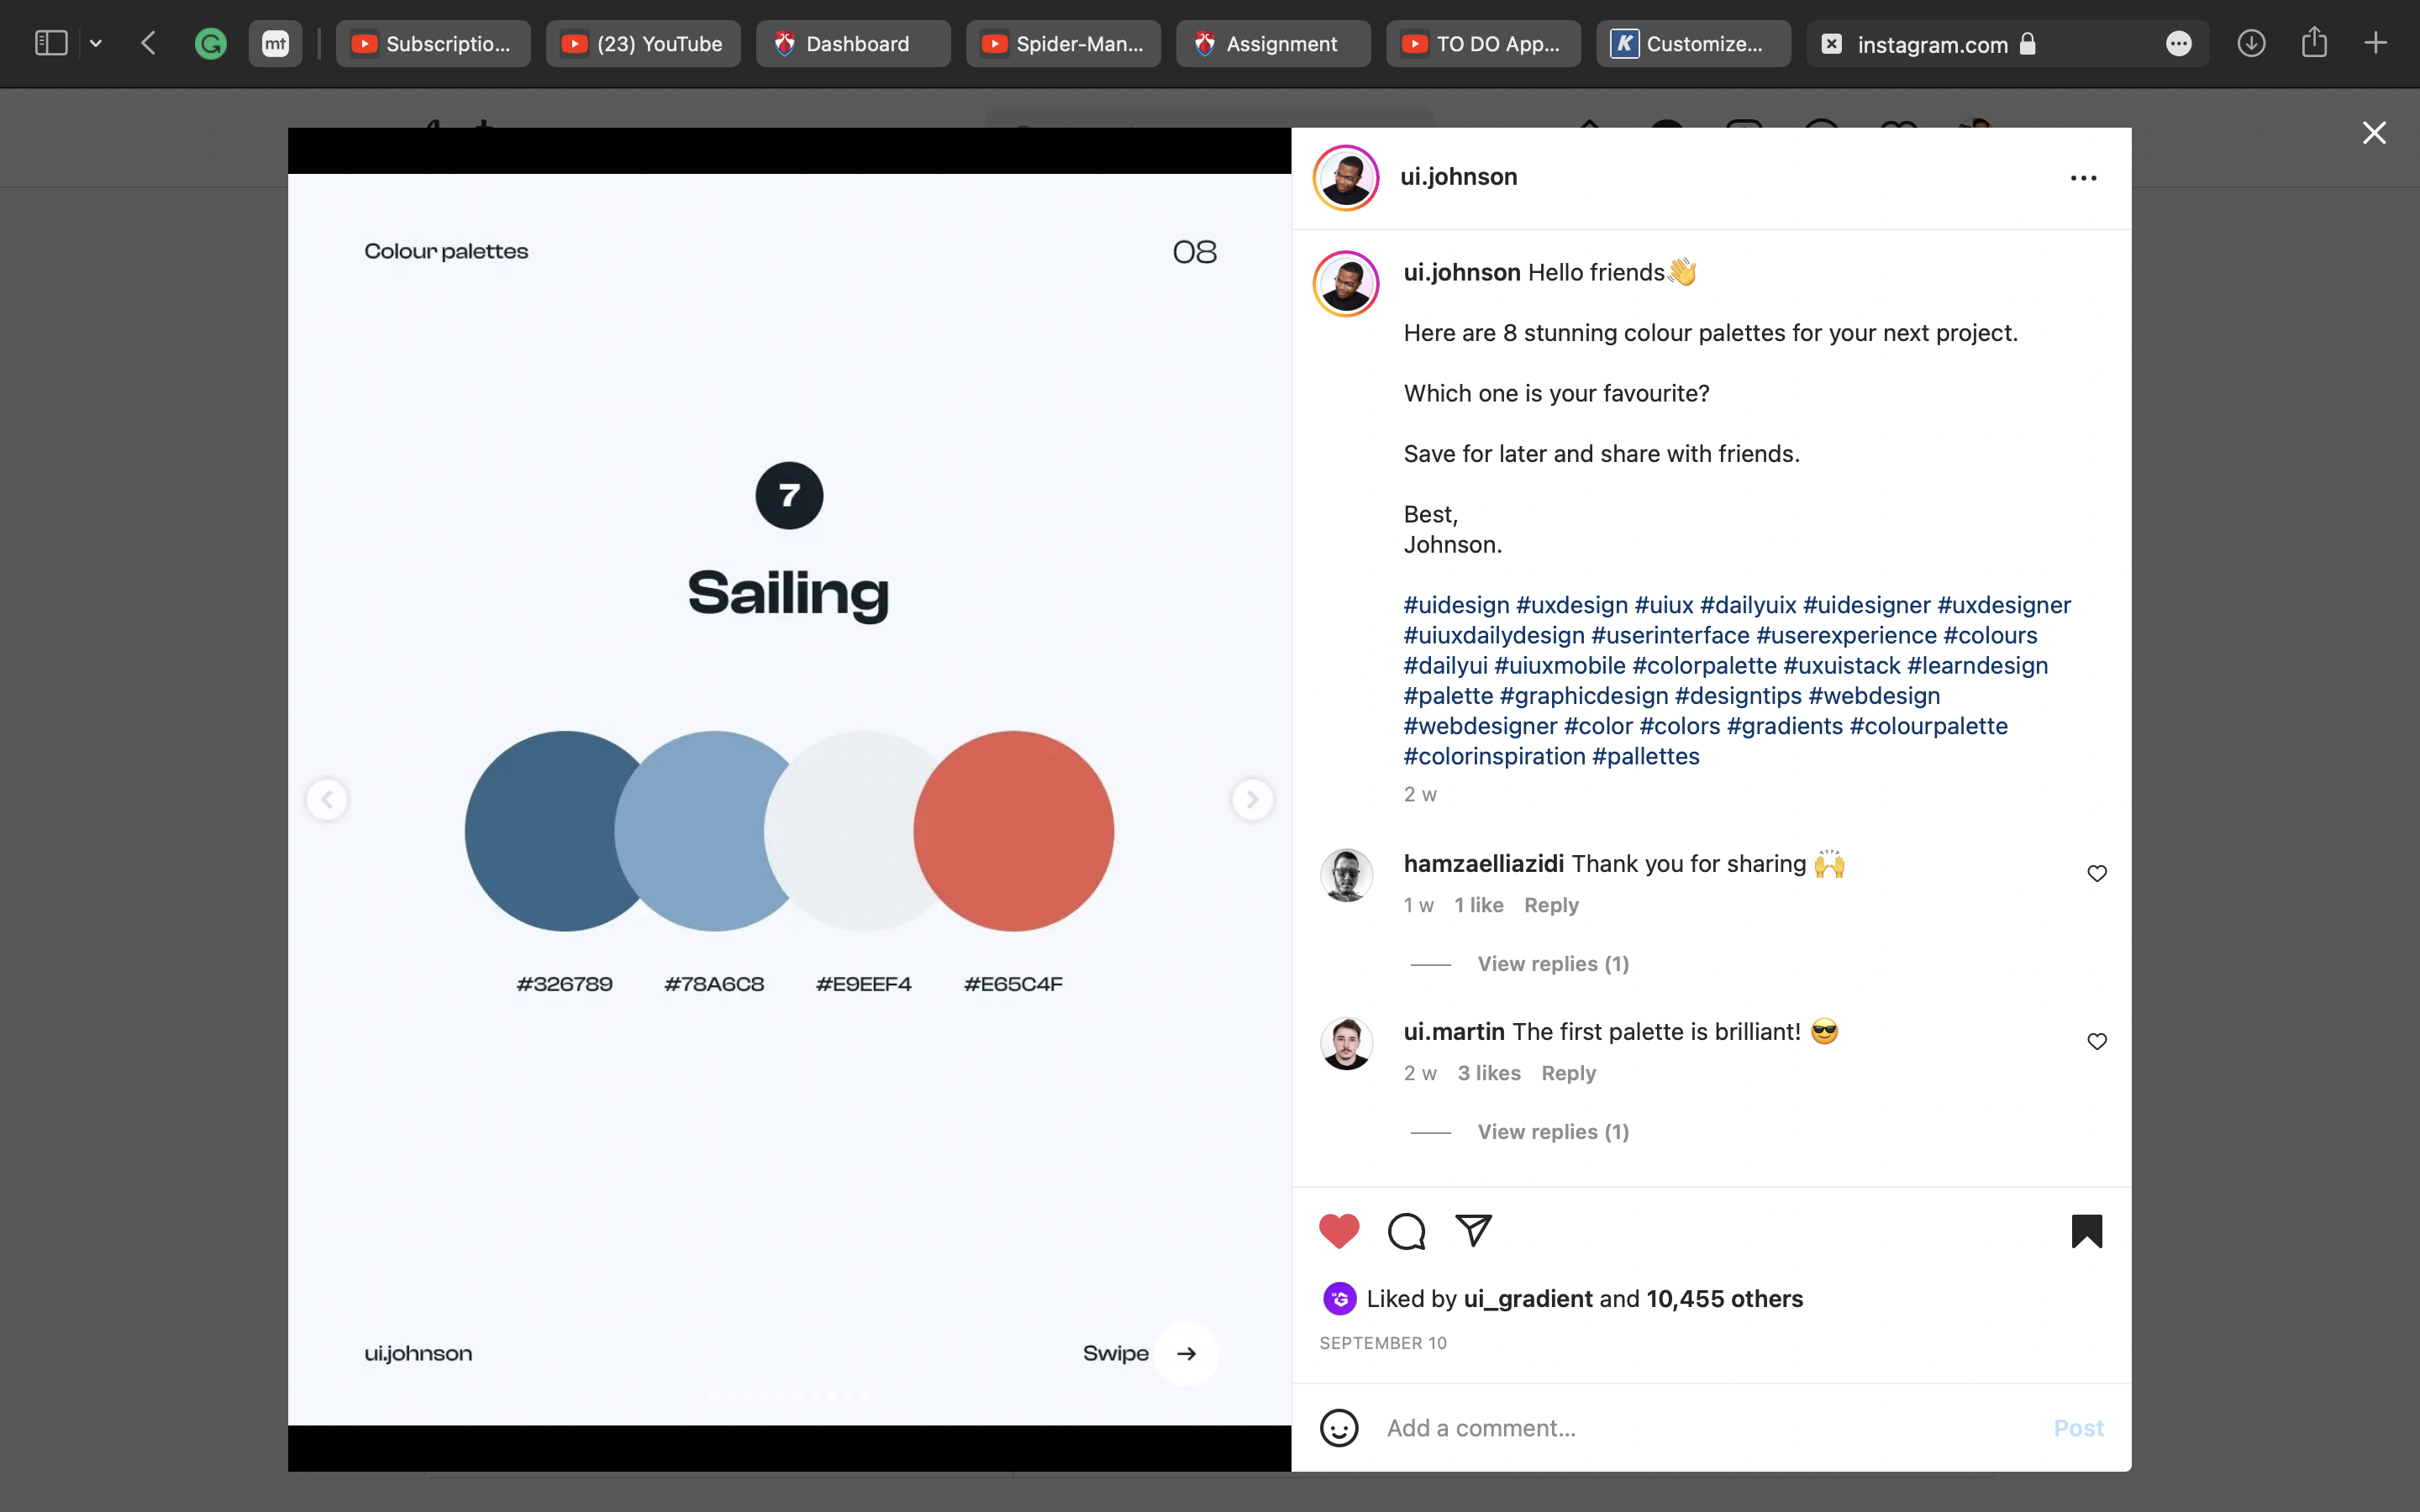 mt
Subscriptio...
(23) YouTube
Dashboard
Spider-Man...
Assignment
TO DO App...
K
Customize...
instagram.com
Colour palettes
08
7
Sailing
#326789
#78A6C8
#E9EEF4
#E65C4F
ui.johnson
Swipe
ui.johnson
ui.johnson Hello friends👋
Here are 8 stunning colour palettes for your next project.
Which one is your favourite?
Save for later and share with friends.
Best,
Johnson.
#uidesign #uxdesign #uiux #dailyuix #uidesigner #uxdesigner
#uiuxdailydesign #userinterface #userexperience #colours
#dailyui #uiuxmobile #colorpalette #uxuistack #learndesign
#palette #graphicdesign #designtips #webdesign
#webdesigner #color #colors #gradients #colourpalette
#colorinspiration #pallettes
2 w
hamzaelliazidi Thank you for sharing 🙌
1 w 1 like Reply
View replies (1)
ui.martin The first palette is brilliant! 😎
2 w 3 likes Reply
View replies (1)
Liked by ui_gradient and 10,455 others
SEPTEMBER 10
Add a comment...
Post